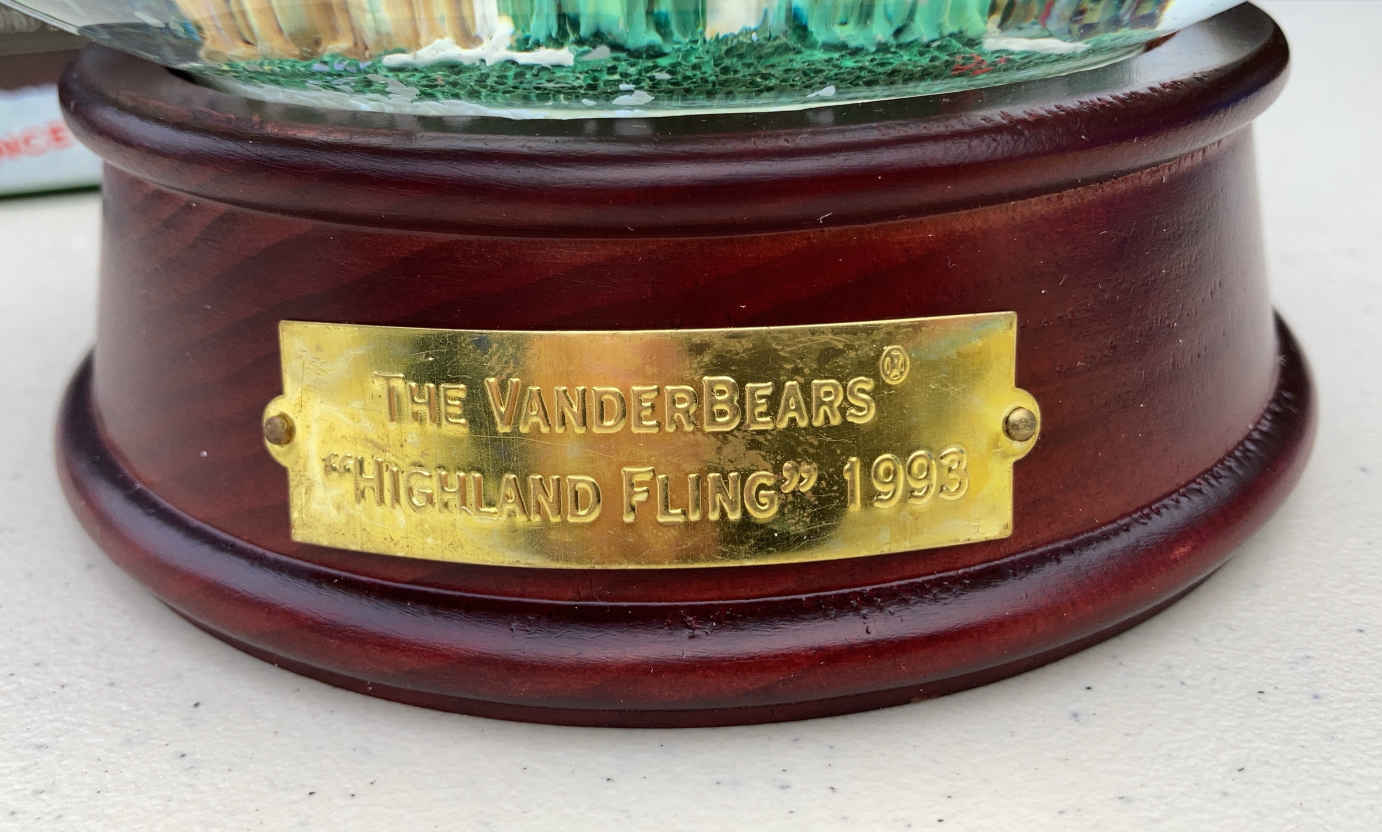 THE VANDERBEARS®
“HIGHLAND FLING” 1993